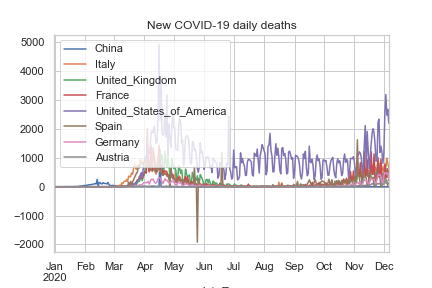 New COVID-19 daily deaths
5000
4000
3000
2000
1000
0
−1000
−2000
China
Italy
United_Kingdom
France
United_States_of_America
Spain
Germany
Austria
Jan Feb Mar Apr May Jun Jul Aug Sep Oct Nov Dec
2020